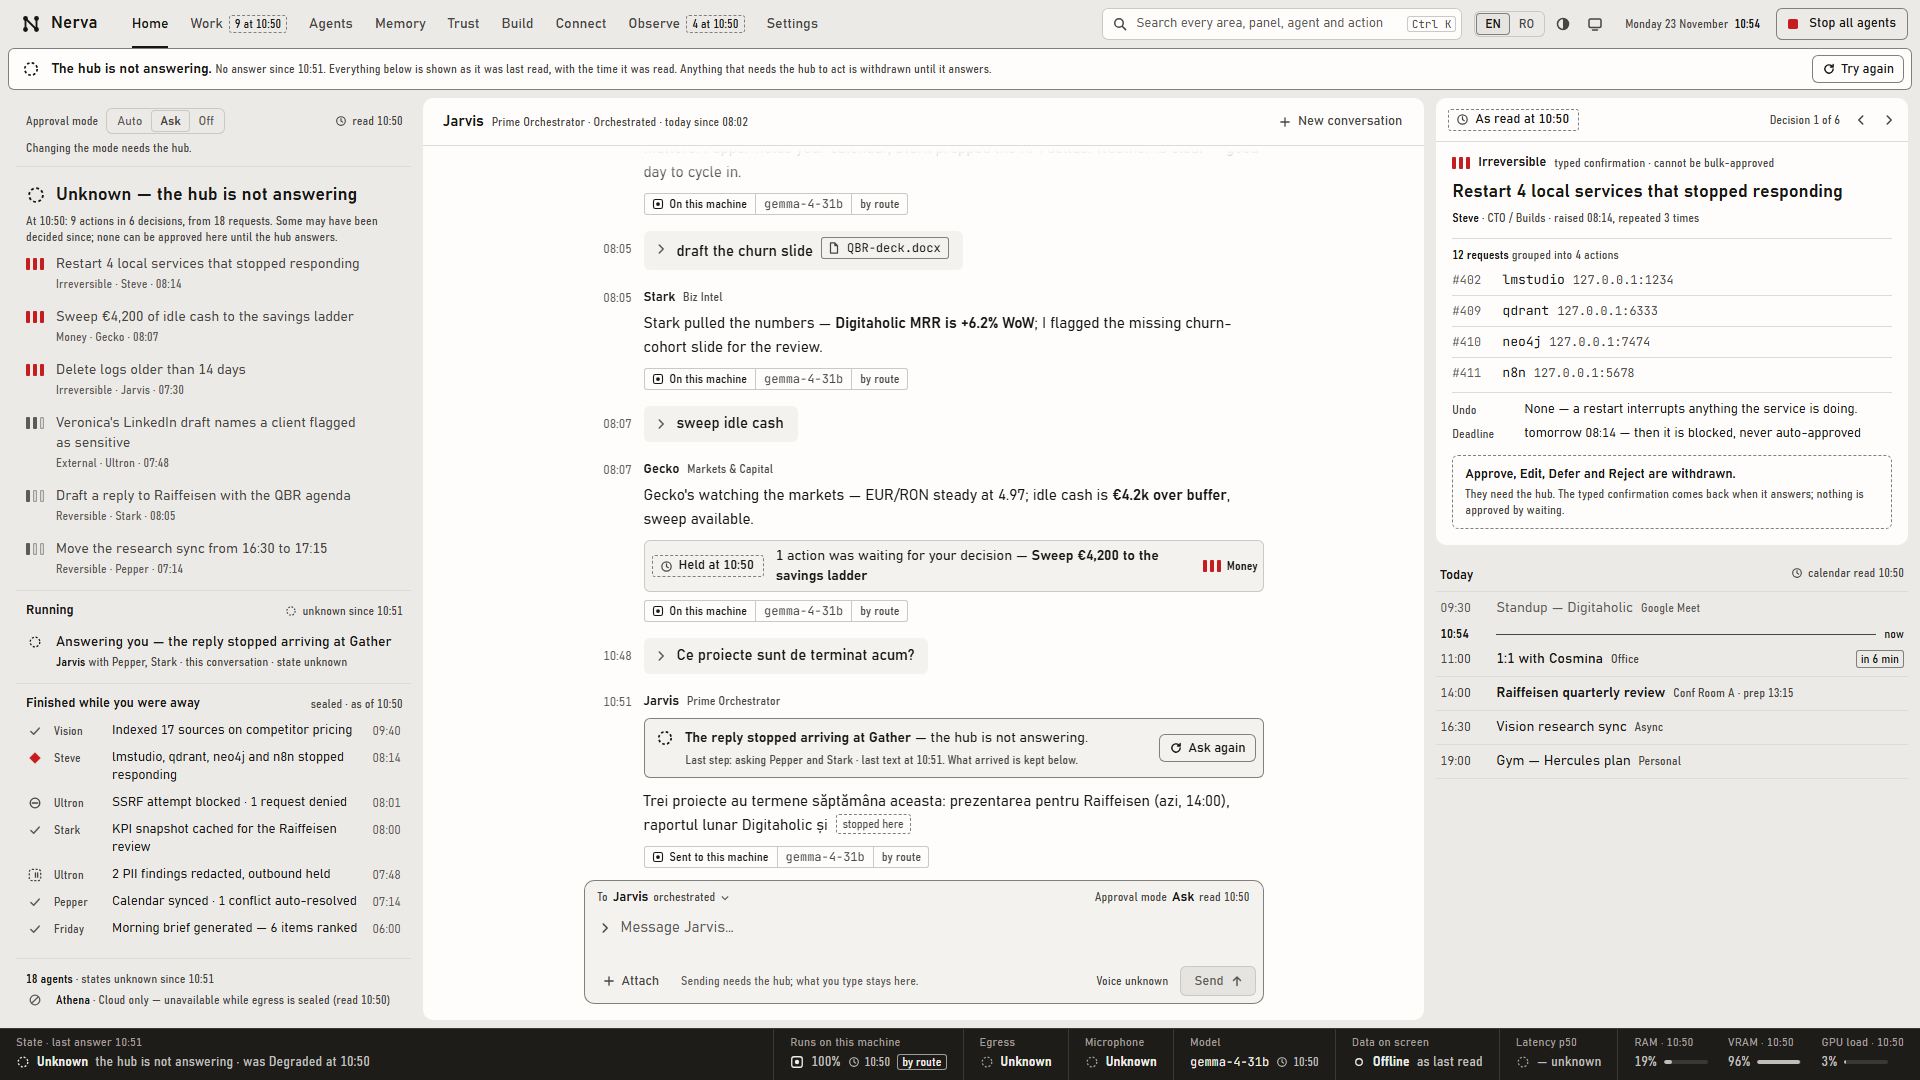 Nerva
Home
Work 9 at 10:50
Agents
Memory
Trust
Build
Connect
Observe 4 at 10:50
Settings
Search every area, panel, agent and action Ctrl K
EN RO
Monday 23 November 10:54
Stop all agents
The hub is not answering. No answer since 10:51. Everything below is shown as it was last read, with the time it was read. Anything that needs the hub to act is withdrawn until it answers.
Try again
Approval mode Auto Ask Off read 10:50
Changing the mode needs the hub.
Unknown — the hub is not answering
At 10:50: 9 actions in 6 decisions, from 18 requests. Some may have been
decided since; none can be approved here until the hub answers.
Restart 4 local services that stopped responding
Irreversible · Steve · 08:14
Sweep €4,200 of idle cash to the savings ladder
Money · Gecko · 08:07
Delete logs older than 14 days
Irreversible · Jarvis · 07:30
Veronica's LinkedIn draft names a client flagged
as sensitive
External · Ultron · 07:48
Draft a reply to Raiffeisen with the QBR agenda
Reversible · Stark · 08:05
Move the research sync from 16:30 to 17:15
Reversible · Pepper · 07:14
Running unknown since 10:51
Answering you — the reply stopped arriving at Gather
Jarvis with Pepper, Stark · this conversation · state unknown
Finished while you were away sealed · as of 10:50
Vision Indexed 17 sources on competitor pricing 09:40
Steve lmstudio, qdrant, neo4j and n8n stopped
responding 08:14
Ultron SSRF attempt blocked · 1 request denied 08:01
Stark KPI snapshot cached for the Raiffeisen
review 08:00
Ultron 2 PII findings redacted, outbound held 07:48
Pepper Calendar synced · 1 conflict auto-resolved 07:14
Friday Morning brief generated — 6 items ranked 06:00
18 agents · states unknown since 10:51
Athena · Cloud only — unavailable while egress is sealed (read 10:50)
Jarvis Prime Orchestrator · Orchestrated · today since 08:02
New conversation
day to cycle in.
On this machine gemma-4-31b by route
08:05 draft the churn slide QBR-deck.docx
08:05 Stark Biz Intel
Stark pulled the numbers — Digitaholic MRR is +6.2% WoW; I flagged the missing churn-
cohort slide for the review.
On this machine gemma-4-31b by route
08:07 sweep idle cash
08:07 Gecko Markets & Capital
Gecko's watching the markets — EUR/RON steady at 4.97; idle cash is €4.2k over buffer,
sweep available.
Held at 10:50 1 action was waiting for your decision — Sweep €4,200 to the
savings ladder Money
On this machine gemma-4-31b by route
10:48 Ce proiecte sunt de terminat acum?
10:51 Jarvis Prime Orchestrator
The reply stopped arriving at Gather — the hub is not answering.
Last step: asking Pepper and Stark · last text at 10:51. What arrived is kept below.
Ask again
Trei proiecte au termene săptămâna aceasta: prezentarea pentru Raiffeisen (azi, 14:00),
raportul lunar Digitaholic și stopped here
Sent to this machine gemma-4-31b by route
To Jarvis orchestrated Approval mode Ask read 10:50
Message Jarvis...
Attach Sending needs the hub; what you type stays here. Voice unknown Send
As read at 10:50 Decision 1 of 6
Irreversible typed confirmation · cannot be bulk-approved
Restart 4 local services that stopped responding
Steve · CTO / Builds · raised 08:14, repeated 3 times
12 requests grouped into 4 actions
#402 lmstudio 127.0.0.1:1234
#409 qdrant 127.0.0.1:6333
#410 neo4j 127.0.0.1:7474
#411 n8n 127.0.0.1:5678
Undo None — a restart interrupts anything the service is doing.
Deadline tomorrow 08:14 — then it is blocked, never auto-approved
Approve, Edit, Defer and Reject are withdrawn.
They need the hub. The typed confirmation comes back when it answers; nothing is
approved by waiting.
Today calendar read 10:50
09:30 Standup — Digitaholic Google Meet
10:54 now
11:00 1:1 with Cosmina Office in 6 min
14:00 Raiffeisen quarterly review Conf Room A · prep 13:15
16:30 Vision research sync Async
19:00 Gym — Hercules plan Personal
State · last answer 10:51
Unknown the hub is not answering · was Degraded at 10:50
Runs on this machine
100% 10:50 by route
Egress
Unknown
Microphone
Unknown
Model
gemma-4-31b 10:50
Data on screen
Offline as last read
Latency p50
— unknown
RAM · 10:50
19%
VRAM · 10:50
96%
GPU load · 10:50
3%